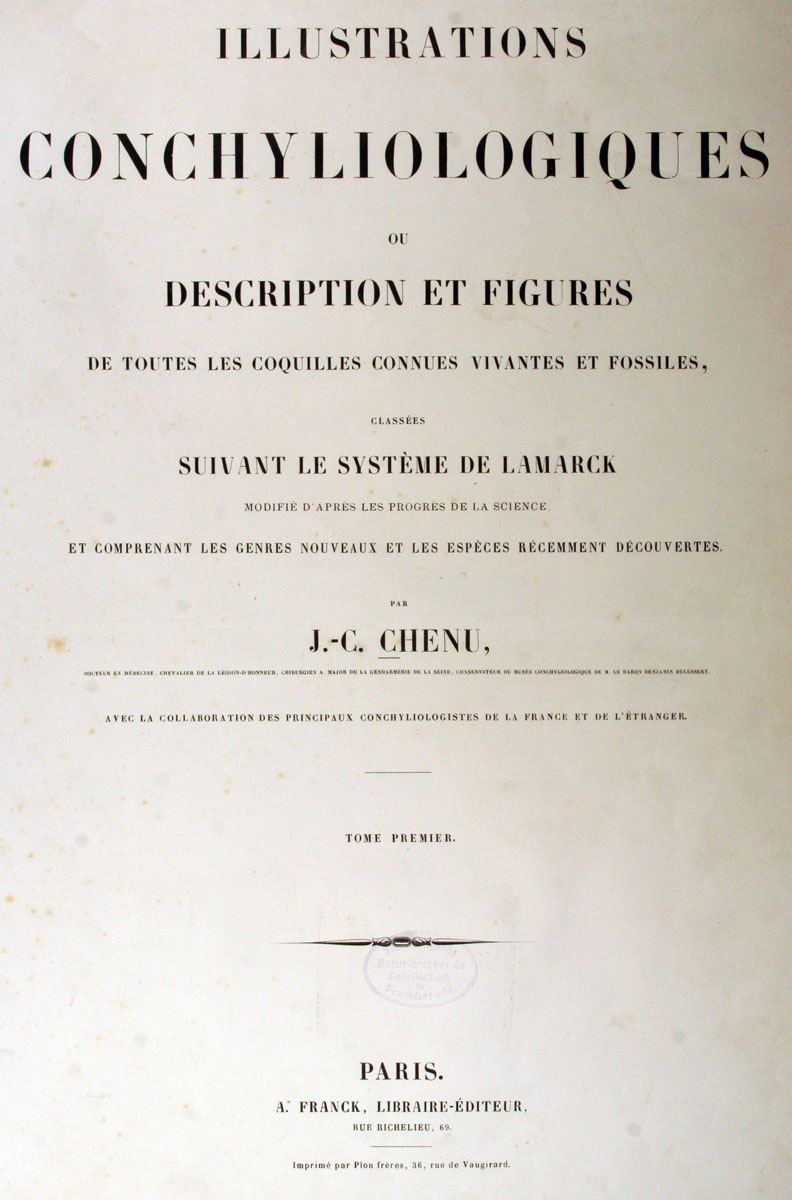 ILLUSTRATIONS
CONCHYLIOLOGIQUES
OU
DESCRIPTION ET FIGURES
DE TOUTES LES COQUILLES CONNUES VIVANTES ET FOSSILES,
CLASSÉES
SUIVANT LE SYSTÈME DE LAMARCK
MODIFIÉ D'APRÈS LES PROGRÈS DE LA SCIENCE,
ET COMPRENANT LES GENRES NOUVEAUX ET LES ESPÈCES RÉCEMMENT DÉCOUVERTES.
PAR
J.-C. CHENU,
DOCTEUR EN MÉDECINE, CHEVALIER DE LA LÉGION-D'HONNEUR, CHIRURGIEN A. MAJOR DE LA GENDARMERIE DE LA SEINE, CONSERVATEUR DU MUSÉE CONCHYLIOLOGIQUE DE M. LE BARON BENJAMIN DELESSERT,
AVEC LA COLLABORATION DES PRINCIPAUX CONCHYLIOLOGISTES DE LA FRANCE ET DE L'ÉTRANGER.
TOME PREMIER.
Naturforschende
Gesellschaft
in
Frankfurt a. M.
PARIS.
A. FRANCK, LIBRAIRE-ÉDITEUR,
RUE RICHELIEU, 69.
Imprimé par Plon frères, 36, rue de Vaugirard.